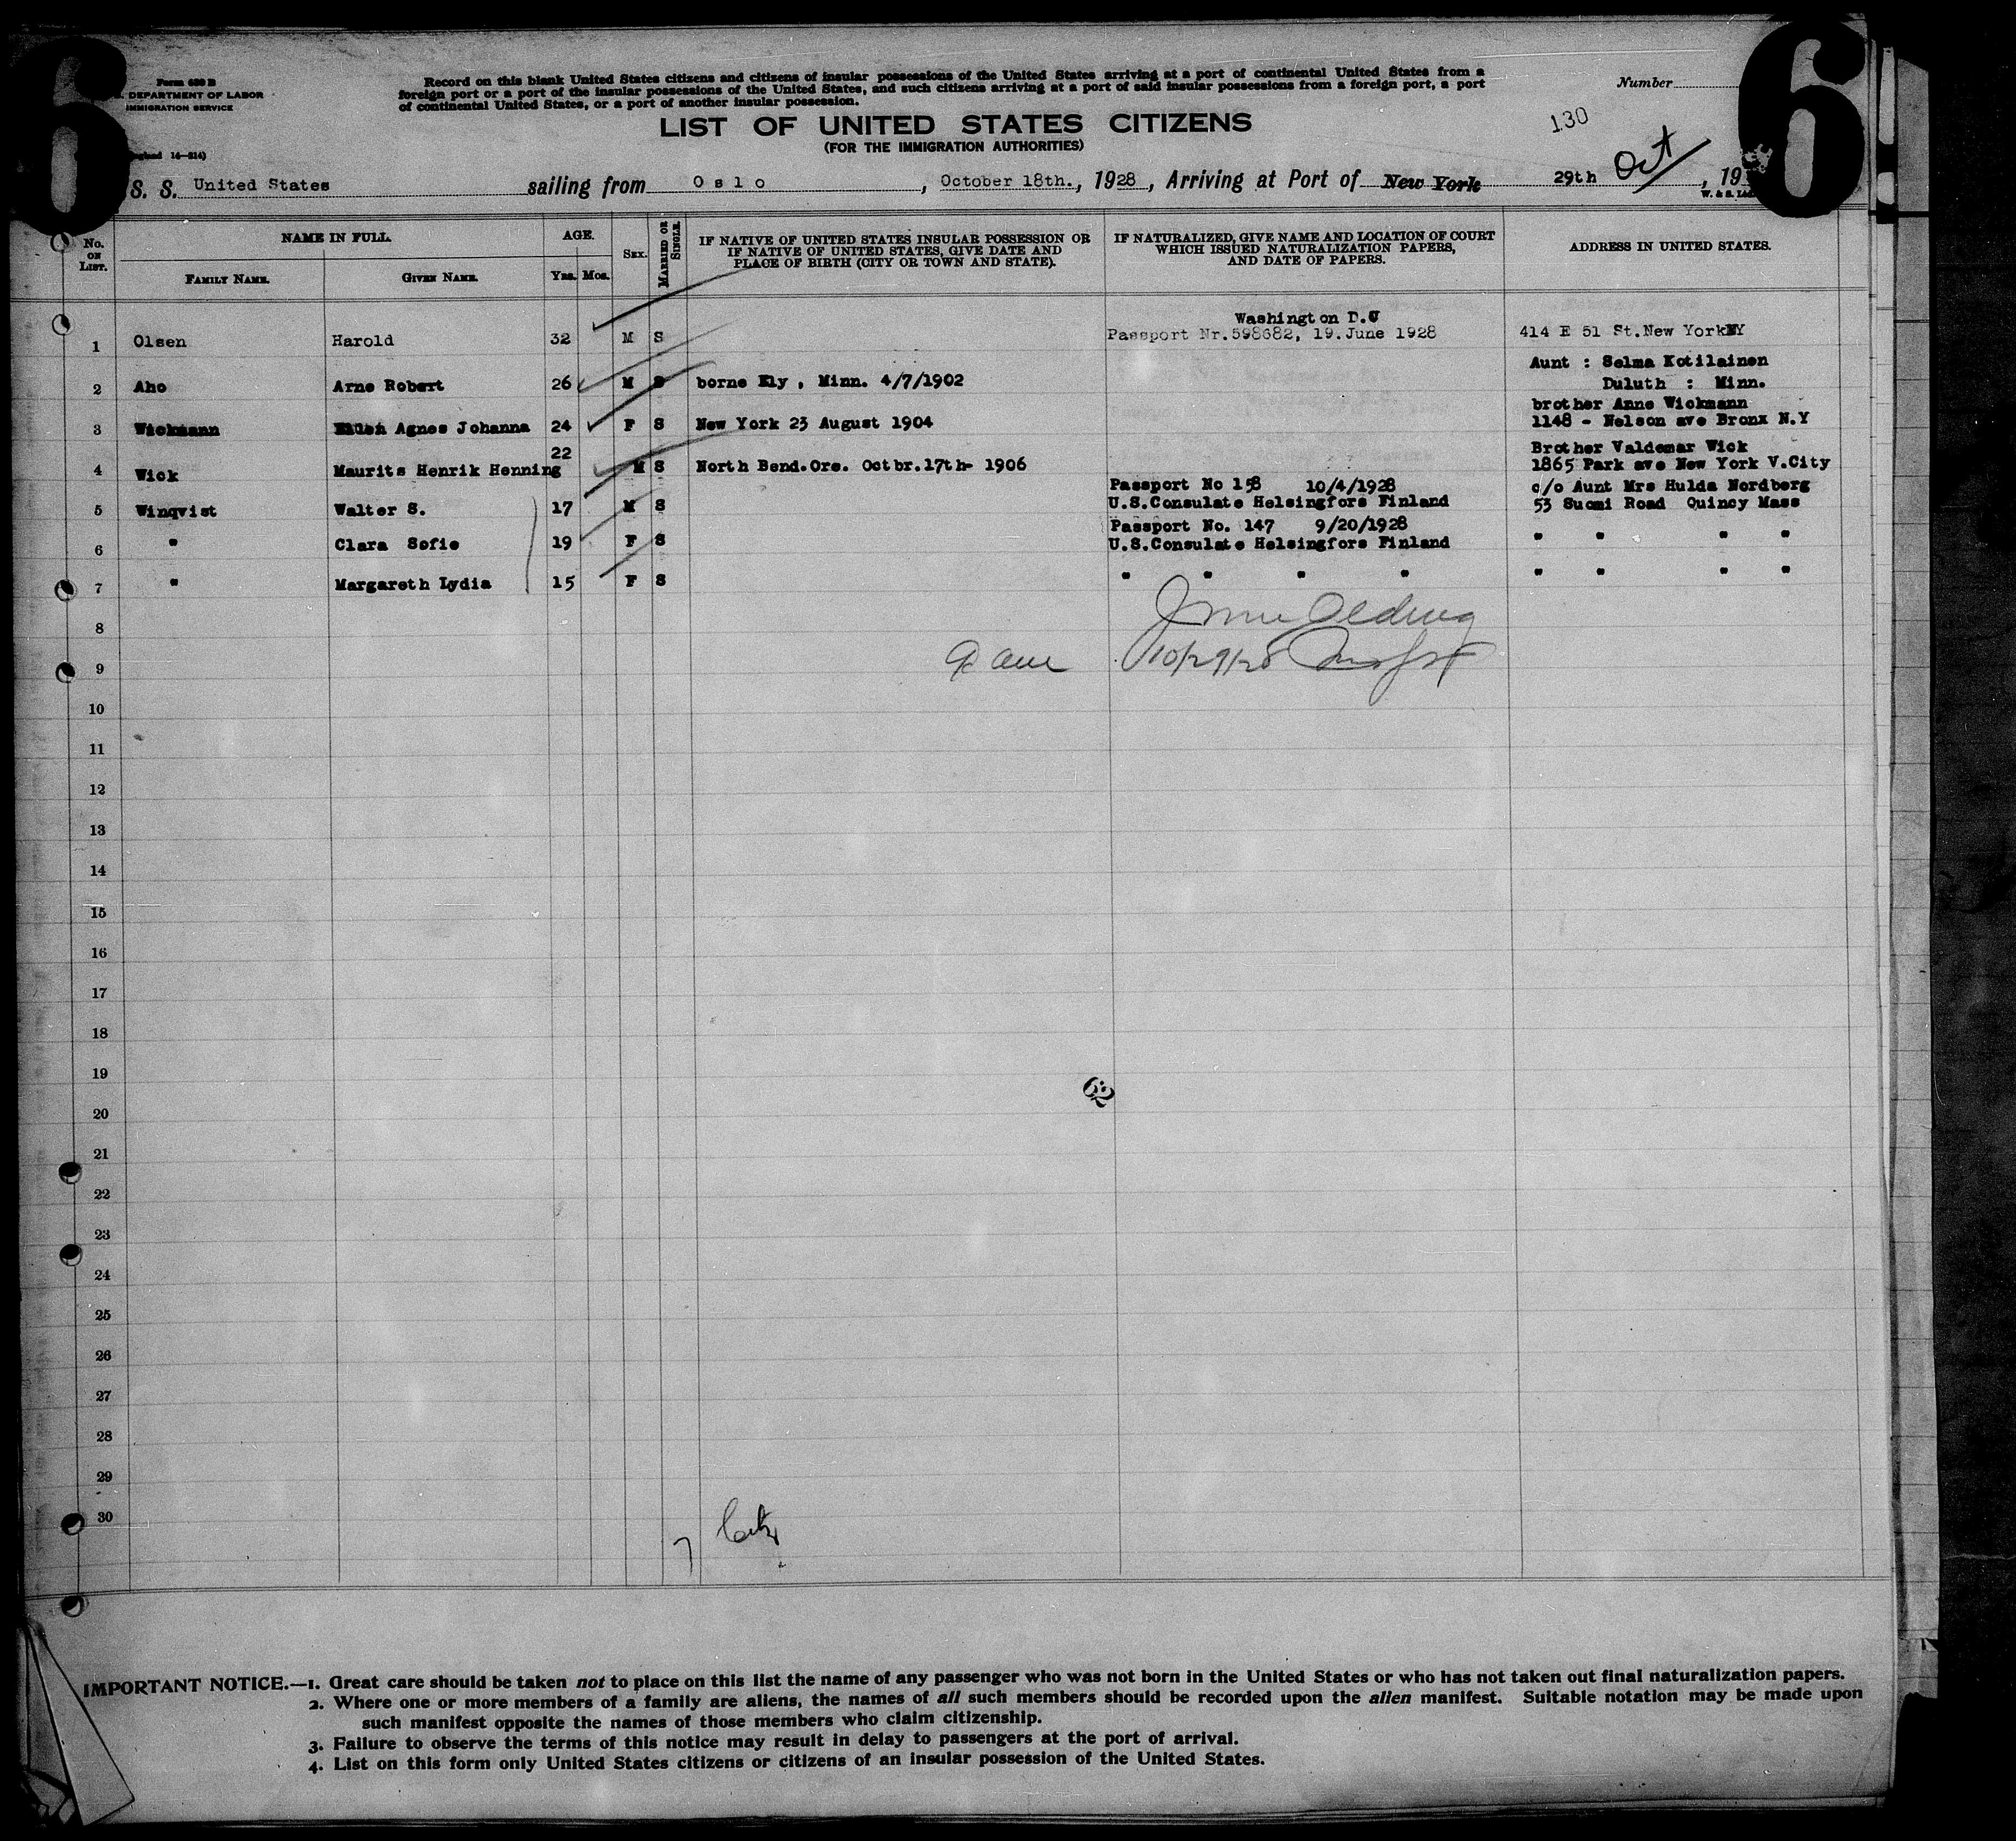 6 6
Form 630 B
DEPARTMENT OF LABOR
IMMIGRATION SERVICE
Record on this blank United States citizens and citizens of insular possessions of the United States arriving at a port of continental United States from a
foreign port or a port of the insular possessions of the United States, and such citizens arriving at a port of said insular possessions from a foreign port, a port
of continental United States, or a port of another insular possession.
Number
LIST OF UNITED STATES CITIZENS
(FOR THE IMMIGRATION AUTHORITIES)
130
S. S. United States sailing from Oslo, October 18th., 1928, Arriving at Port of New York 29th Oct, 19
No. ON LIST. NAME IN FULL. AGE. SEX. MARRIED OR SINGLE. IF NATIVE OF UNITED STATES INSULAR POSSESSION OR IF NATIVE OF UNITED STATES, GIVE DATE AND PLACE OF BIRTH (CITY OR TOWN AND STATE). IF NATURALIZED, GIVE NAME AND LOCATION OF COURT WHICH ISSUED NATURALIZATION PAPERS, AND DATE OF PAPERS. ADDRESS IN UNITED STATES.
FAMILY NAME. GIVEN NAME. YRS. MOS.
Washington D.C
1 Olsen Harold 32 M S Passport Nr.598682, 19.June 1928 414 E 51 St.New York NY
Aunt : Selma Kotilainen
2 Aho Arne Robert 26 M S borne Ely, Minn. 4/7/1902 Duluth : Minn.
brother Anne Wickmann
3 Wickmann Agnes Johanna 24 F S New York 23 August 1904 1148 - Nelson ave Bronx N.Y
22 Brother Valdemar Wick
4 Wick Maurits Henrik Henning M S North Bend.Ore. Octbr.17th- 1906 1865 Park ave New York V.City
Passport No 158 10/4/1928 c/o Aunt Mrs Hulda Nordberg
5 Winqvist Walter S. 17 M S U.S.Consulate Helsingfors Finland 53 Suomi Road Quincy Mass
Passport No. 147 9/20/1928
6 " Clara Sofie 19 F S U.S.Consulate Helsingfors Finland " " " "
7 " Margareth Lydia 15 F S " " " " " " " "
8
9 10/29/28
10
11
12
13
14
15
16
17
18
19
62
20
21
22
23
24
25
26
27
28
29
30
7
IMPORTANT NOTICE.—1. Great care should be taken not to place on this list the name of any passenger who was not born in the United States or who has not taken out final naturalization papers.
2. Where one or more members of a family are aliens, the names of all such members should be recorded upon the alien manifest. Suitable notation may be made upon
such manifest opposite the names of those members who claim citizenship.
3. Failure to observe the terms of this notice may result in delay to passengers at the port of arrival.
4. List on this form only United States citizens or citizens of an insular possession of the United States.